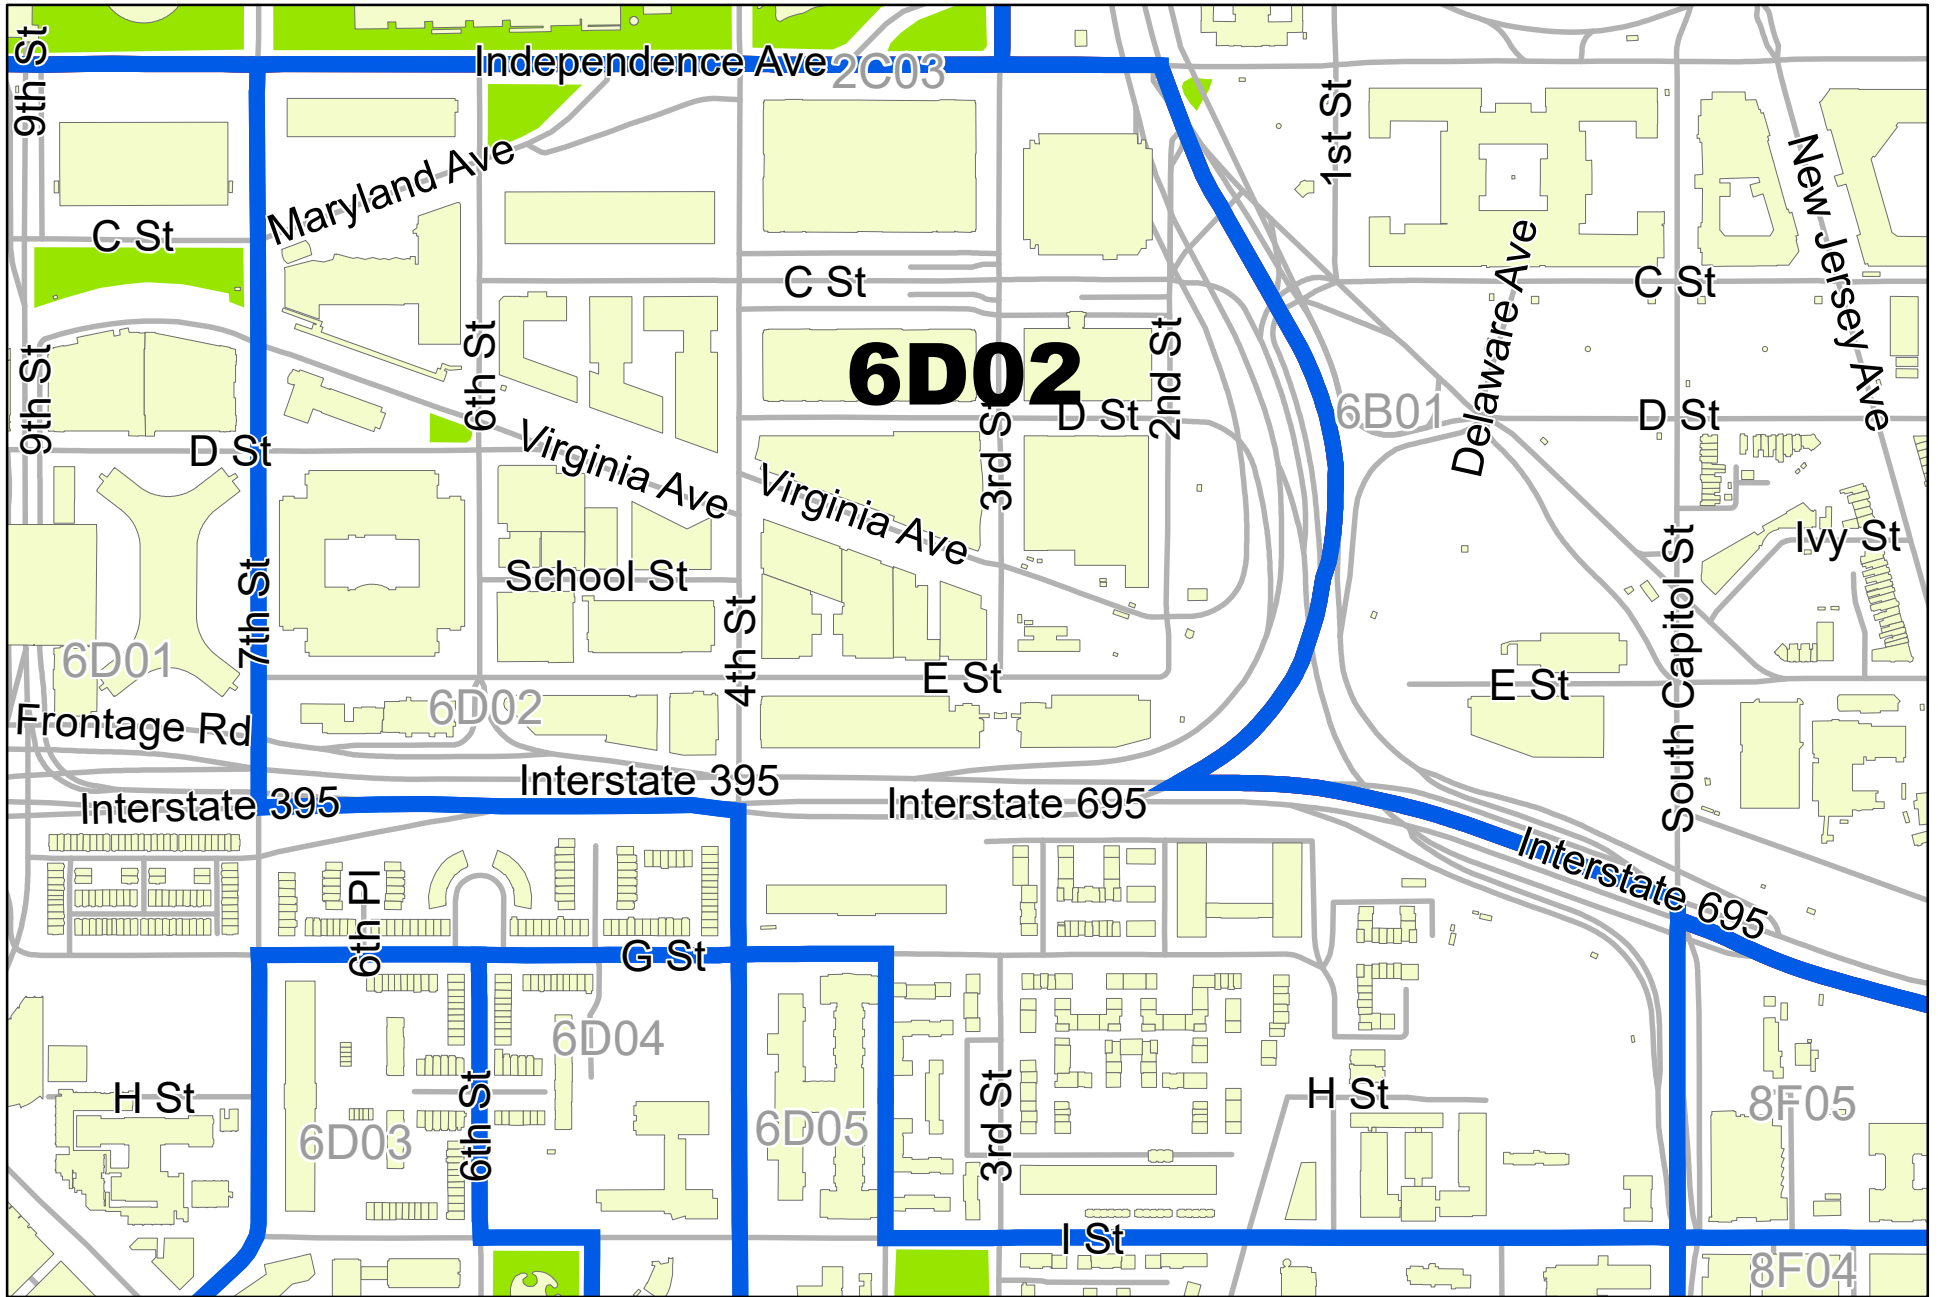 9th St
Independence Ave
2C03
1st St
Maryland Ave
New Jersey Ave
C St
C St
C St
Delaware Ave
9th St
6th St
6D02
2nd St
6B01
D St
D St
D St
3rd St
Virginia Ave
Virginia Ave
Ivy St
7th St
School St
4th St
South Capitol St
6D01
E St
E St
6D02
Frontage Rd
Interstate 395
Interstate 395
Interstate 695
Interstate 695
6th Pl
G St
6D04
H St
6th St
3rd St
H St
8F05
6D03
6D05
I St
8F04